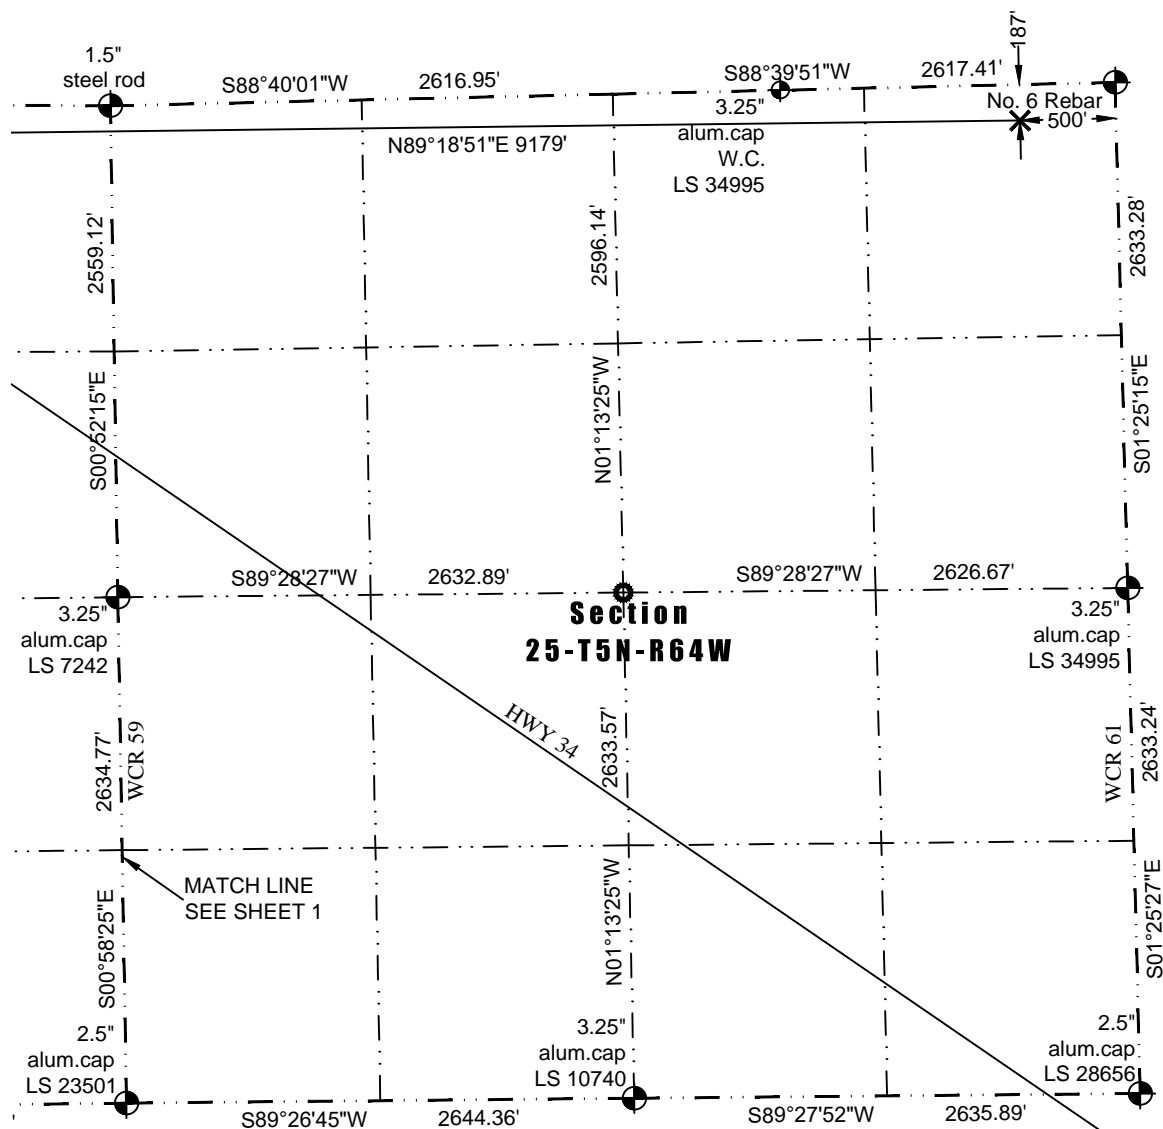 187'
1.5"
steel rod
S88°40'01"W
2616.95'
S88°39'51"W
2617.41'
No. 6 Rebar
500'
3.25"
alum.cap
W.C.
LS 34995
N89°18'51"E 9179'
2559.12'
2596.14'
2633.28'
S00°52'15"E
N01°13'25"W
S01°25'15"E
S89°28'27"W
2632.89'
S89°28'27"W
2626.67'
3.25"
alum.cap
LS 7242
Section
25-T5N-R64W
3.25"
alum.cap
LS 34995
HWY 34
2634.77'
WCR 59
2633.57'
WCR 61
2633.24'
MATCH LINE
SEE SHEET 1
S00°58'25"E
N01°13'25"W
S01°25'27"E
2.5"
alum.cap
LS 23501
3.25"
alum.cap
LS 10740
2.5"
alum.cap
LS 28656
S89°26'45"W
2644.36'
S89°27'52"W
2635.89'